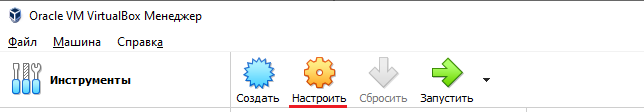 Oracle VM VirtualBox Менеджер
Файл Машина Справка
Инструменты
Создать Настроить Сбросить Запустить